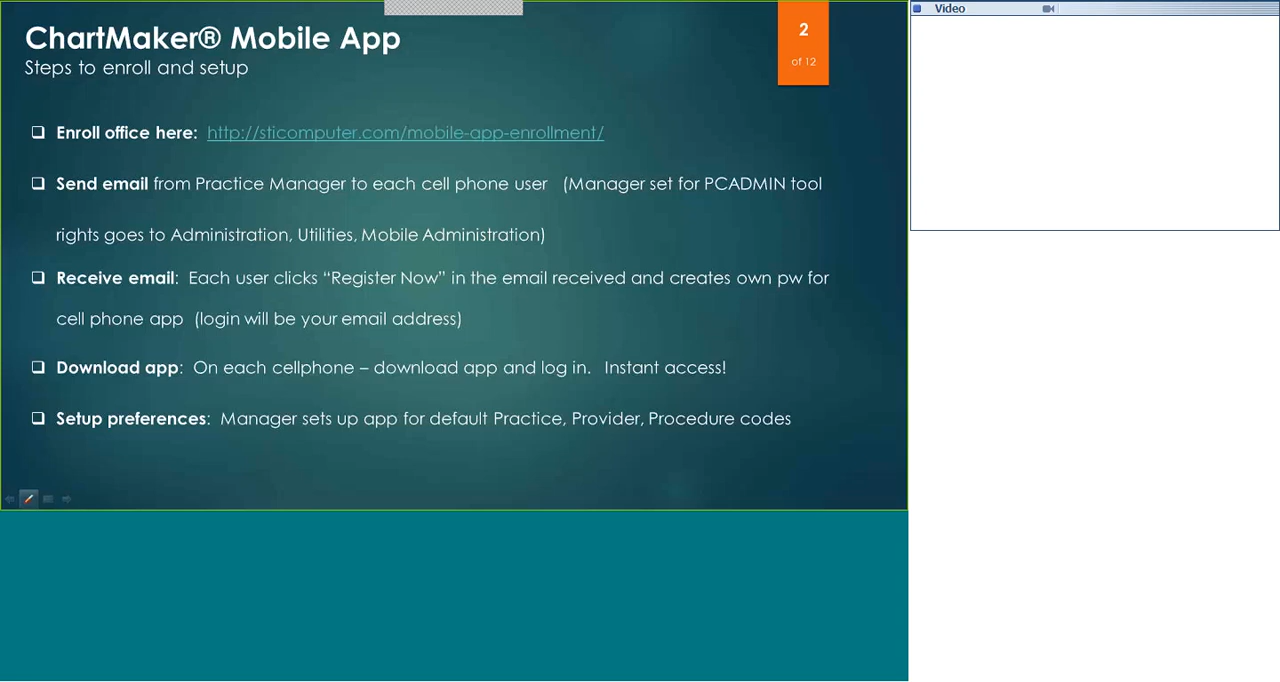 ChartMaker® Mobile App
Steps to enroll and setup
2
of 12
Enroll office here: http://sticomputer.com/mobile-app-enrollment/
Send email from Practice Manager to each cell phone user (Manager set for PCADMIN tool
rights goes to Administration, Utilities, Mobile Administration)
Receive email: Each user clicks “Register Now” in the email received and creates own pw for
cell phone app (login will be your email address)
Download app: On each cellphone – download app and log in. Instant access!
Setup preferences: Manager sets up app for default Practice, Provider, Procedure codes
Video